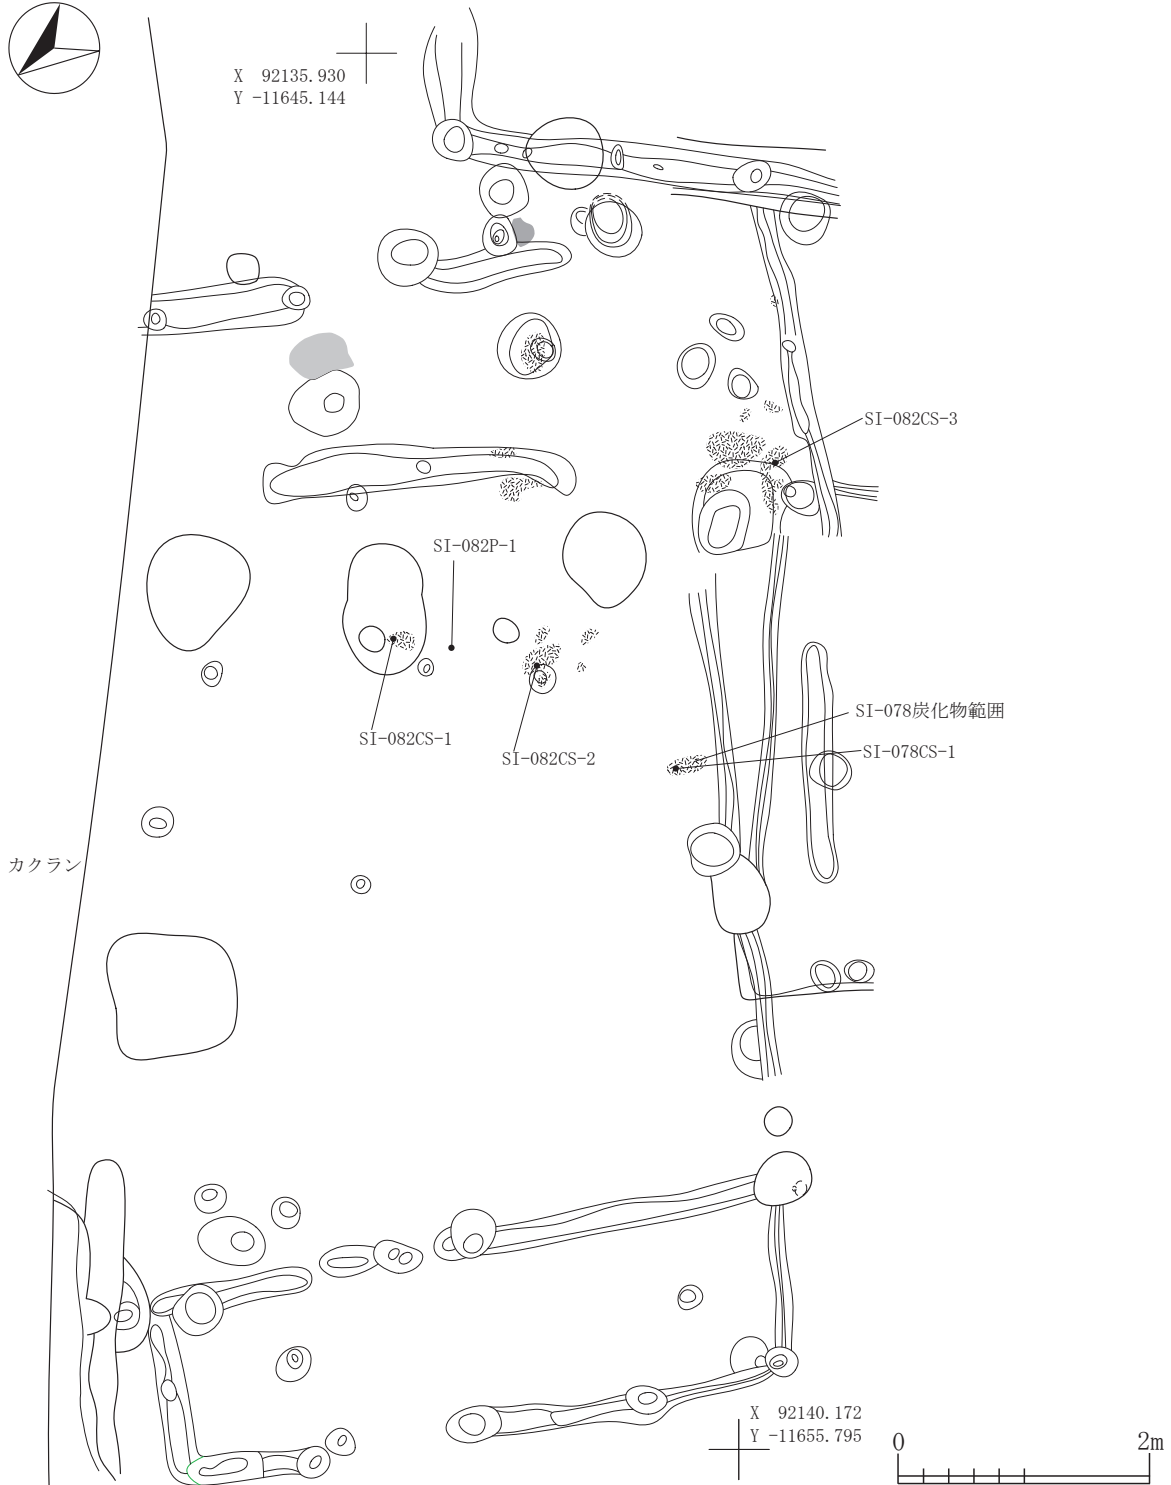 X 92135.930
Y -11645.144
SI-082CS-3
SI-082P-1
SI-078炭化物範囲
SI-082CS-1
SI-078CS-1
SI-082CS-2
カクラン
X 92140.172
Y -11655.795
0 2m